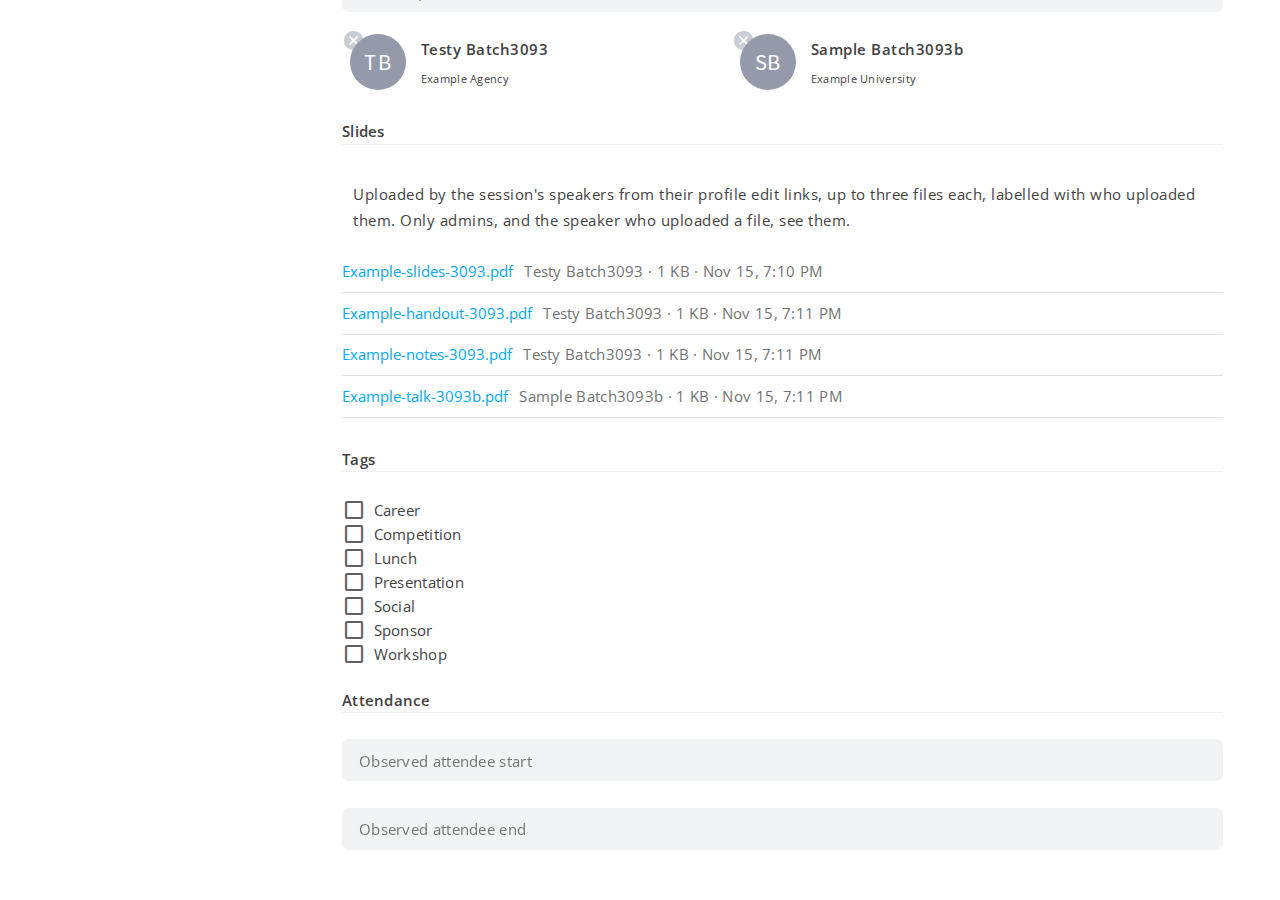 TB Testy Batch3093 SB Sample Batch3093b
Example Agency Example University
Slides
Uploaded by the session's speakers from their profile edit links, up to three files each, labelled with who uploaded
them. Only admins, and the speaker who uploaded a file, see them.
Example-slides-3093.pdf Testy Batch3093 · 1 KB · Nov 15, 7:10 PM
Example-handout-3093.pdf Testy Batch3093 · 1 KB · Nov 15, 7:11 PM
Example-notes-3093.pdf Testy Batch3093 · 1 KB · Nov 15, 7:11 PM
Example-talk-3093b.pdf Sample Batch3093b · 1 KB · Nov 15, 7:11 PM
Tags
Career
Competition
Lunch
Presentation
Social
Sponsor
Workshop
Attendance
Observed attendee start
Observed attendee end